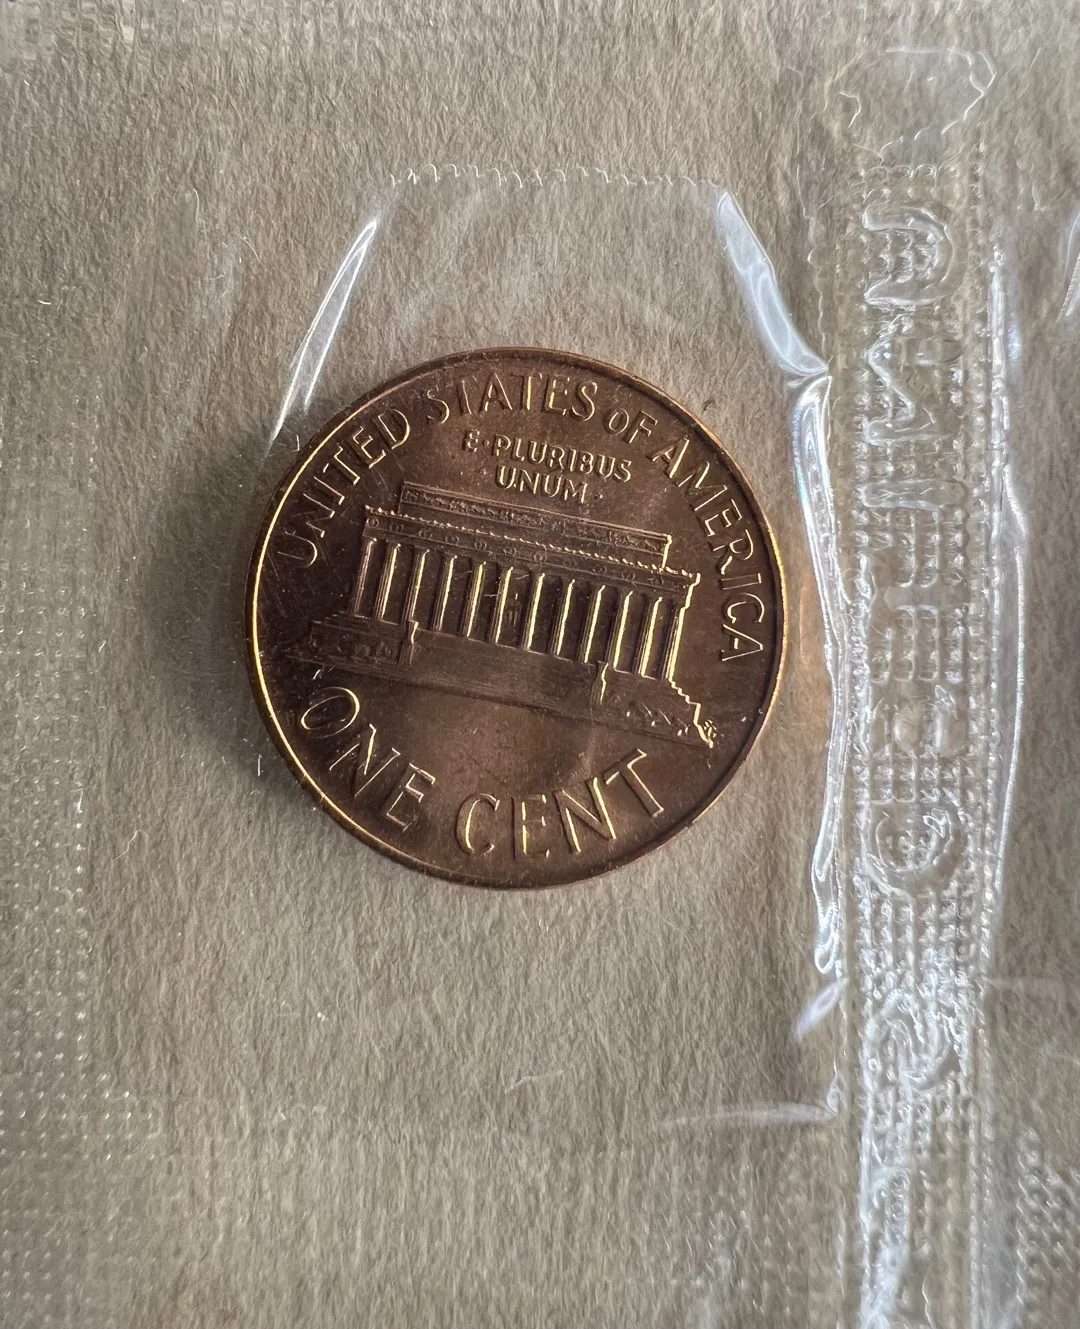 UNITED STATES OF AMERICA
E·PLURIBUS
UNUM
ONE CENT